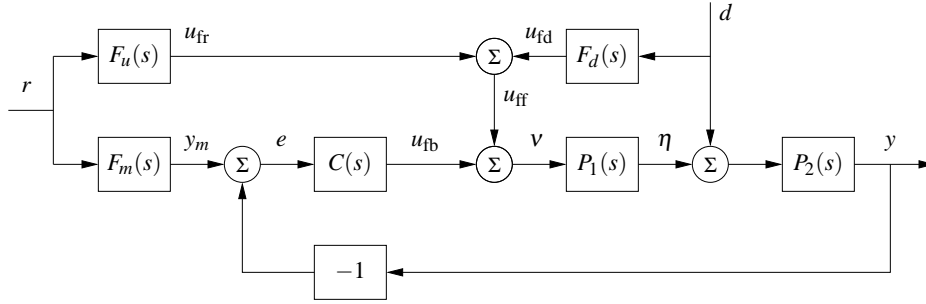 d
u_fr
u_fd
y
F_u(s)
Σ
F_d(s)
r
u_ff
y_m
e
u_fb
ν
η
F_m(s)
Σ
C(s)
Σ
P_1(s)
Σ
P_2(s)
−1